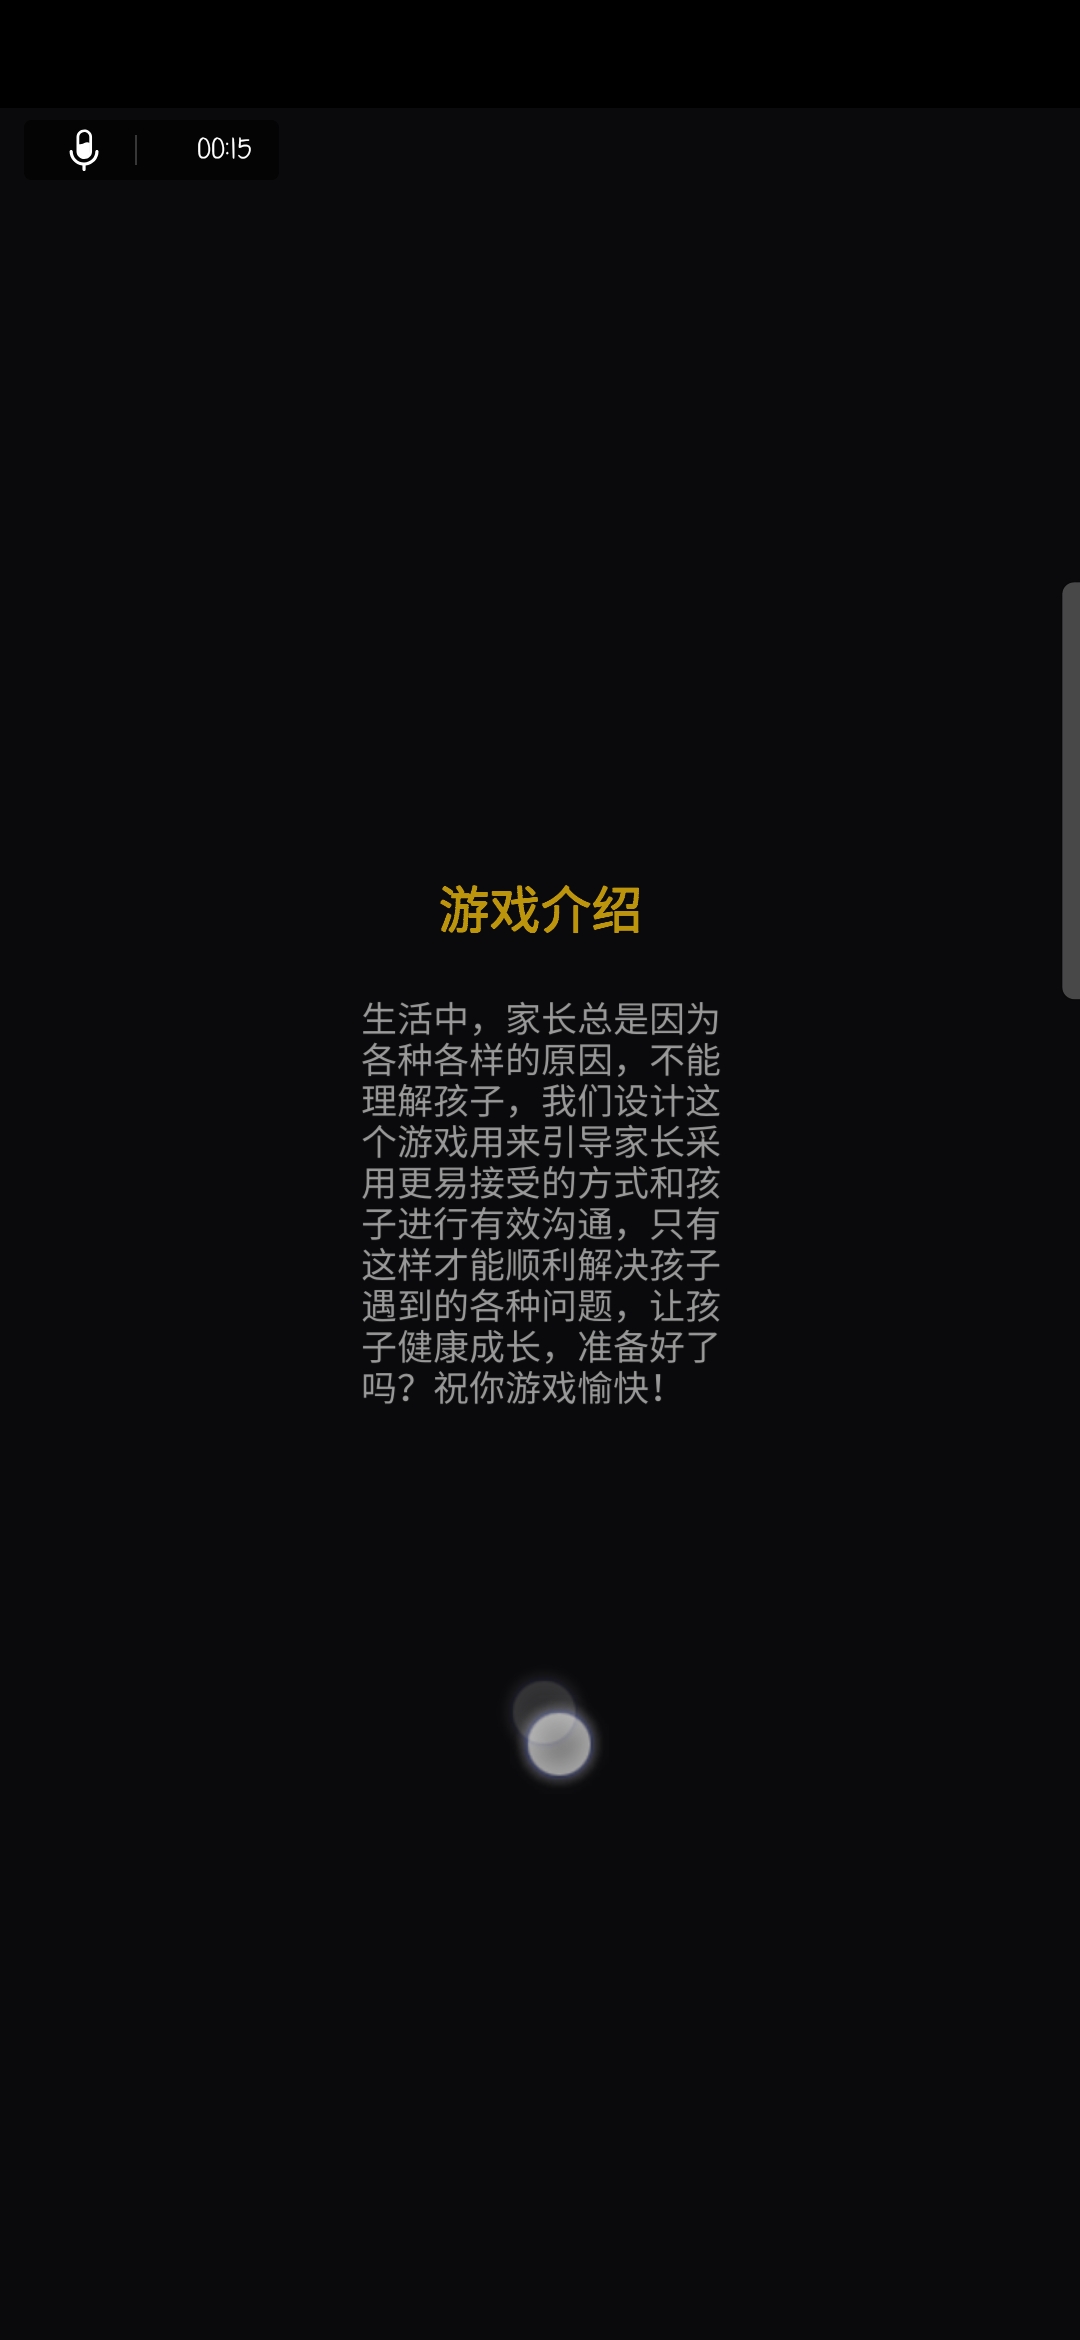 00:15
游戏介绍
生活中，家长总是因为
各种各样的原因，不能
理解孩子，我们设计这
个游戏用来引导家长采
用更易接受的方式和孩
子进行有效沟通，只有
这样才能顺利解决孩子
遇到的各种问题，让孩
子健康成长，准备好了
吗？祝你游戏愉快！